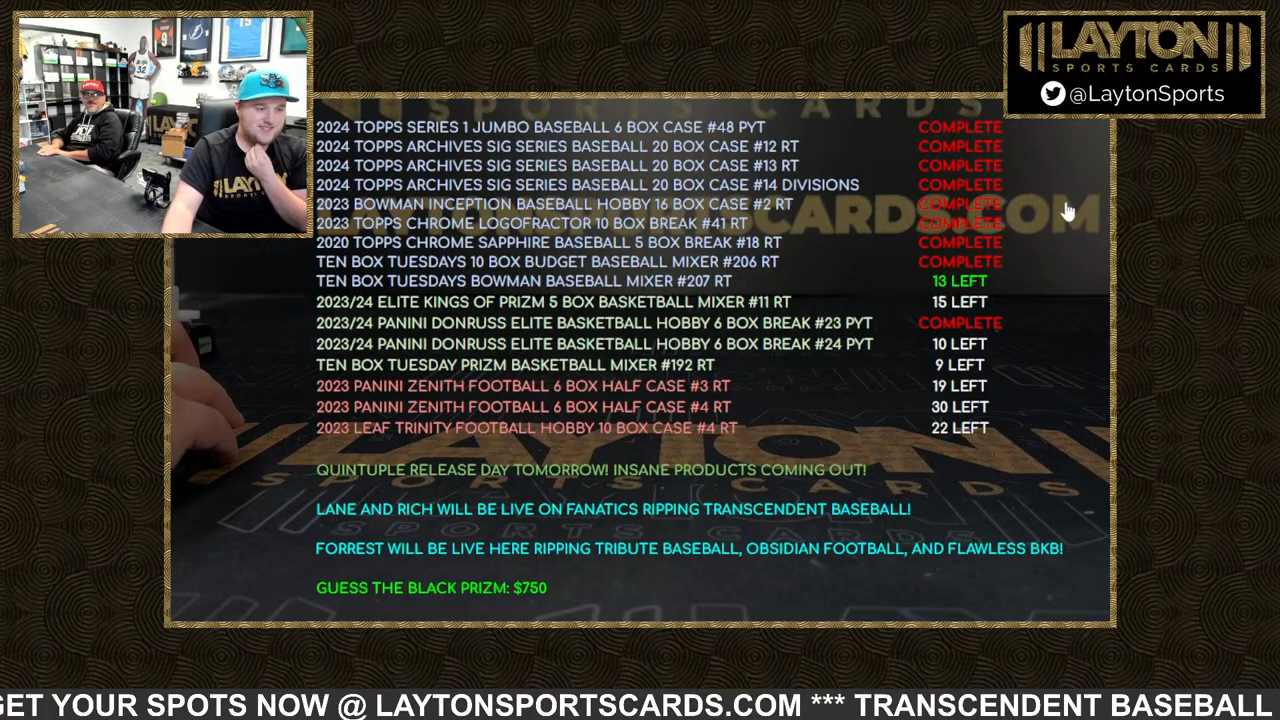 LAYTON
SPORTS CARDS
@LaytonSports
SPORTS CARDS
2024 TOPPS SERIES 1 JUMBO BASEBALL 6 BOX CASE #48 PYT COMPLETE
2024 TOPPS ARCHIVES SIG SERIES BASEBALL 20 BOX CASE #12 RT COMPLETE
2024 TOPPS ARCHIVES SIG SERIES BASEBALL 20 BOX CASE #13 RT COMPLETE
2024 TOPPS ARCHIVES SIG SERIES BASEBALL 20 BOX CASE #14 DIVISIONS COMPLETE
2023 BOWMAN INCEPTION BASEBALL HOBBY 16 BOX CASE #2 RT COMPLETE
CARDS.COM
2023 TOPPS CHROME LOGOFRACTOR 10 BOX BREAK #41 RT COMPLETE
2020 TOPPS CHROME SAPPHIRE BASEBALL 5 BOX BREAK #18 RT COMPLETE
TEN BOX TUESDAYS 10 BOX BUDGET BASEBALL MIXER #206 RT COMPLETE
TEN BOX TUESDAYS BOWMAN BASEBALL MIXER #207 RT 13 LEFT
2023/24 ELITE KINGS OF PRIZM 5 BOX BASKETBALL MIXER #11 RT 15 LEFT
2023/24 PANINI DONRUSS ELITE BASKETBALL HOBBY 6 BOX BREAK #23 PYT COMPLETE
2023/24 PANINI DONRUSS ELITE BASKETBALL HOBBY 6 BOX BREAK #24 PYT 10 LEFT
TEN BOX TUESDAY PRIZM BASKETBALL MIXER #192 RT 9 LEFT
2023 PANINI ZENITH FOOTBALL 6 BOX HALF CASE #3 RT 19 LEFT
2023 PANINI ZENITH FOOTBALL 6 BOX HALF CASE #4 RT 30 LEFT
2023 LEAF TRINITY FOOTBALL HOBBY 10 BOX CASE #4 RT 22 LEFT
LAYTON
SPORTS CARDS
QUINTUPLE RELEASE DAY TOMORROW! INSANE PRODUCTS COMING OUT!
LANE AND RICH WILL BE LIVE ON FANATICS RIPPING TRANSCENDENT BASEBALL!
SPORTS CARDS
FORREST WILL BE LIVE HERE RIPPING TRIBUTE BASEBALL, OBSIDIAN FOOTBALL, AND FLAWLESS BKB!
GUESS THE BLACK PRIZM: $750
GET YOUR SPOTS NOW @ LAYTONSPORTSCARDS.COM *** TRANSCENDENT BASEBALL